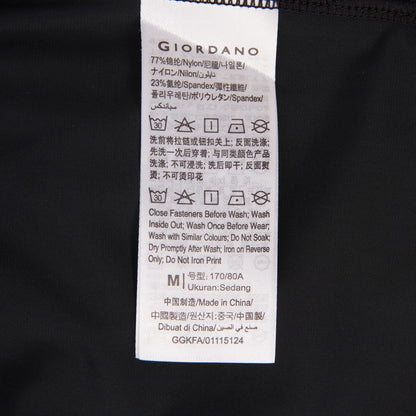 GIORDANO
77%锦纶/Nylon/尼龍/나일론/
ナイロン/Nilon/نايلون
23%氨纶/Spandex/彈性纖維/
폴리우레탄/ポリウレタン/Spandex/
سباندكس
30
洗前将拉链或钮扣关上;反面洗涤;
先洗一次后穿着;与同类颜色产品
洗涤;不可浸洗;洗后即干;反面熨
烫;不可熨印花
30
Close Fasteners Before Wash; Wash
Inside Out; Wash Once Before Wear;
Wash with Similar Colours; Do Not Soak;
Dry Promptly After Wash; Iron on Reverse
Only; Do Not Iron Print
M 号型:170/80A
Ukuran:Sedang
中国制造/Made in China/
中國製造/원산지:중국/中国製/
Dibuat di China/صنع في الصين
GGKFA/01115124